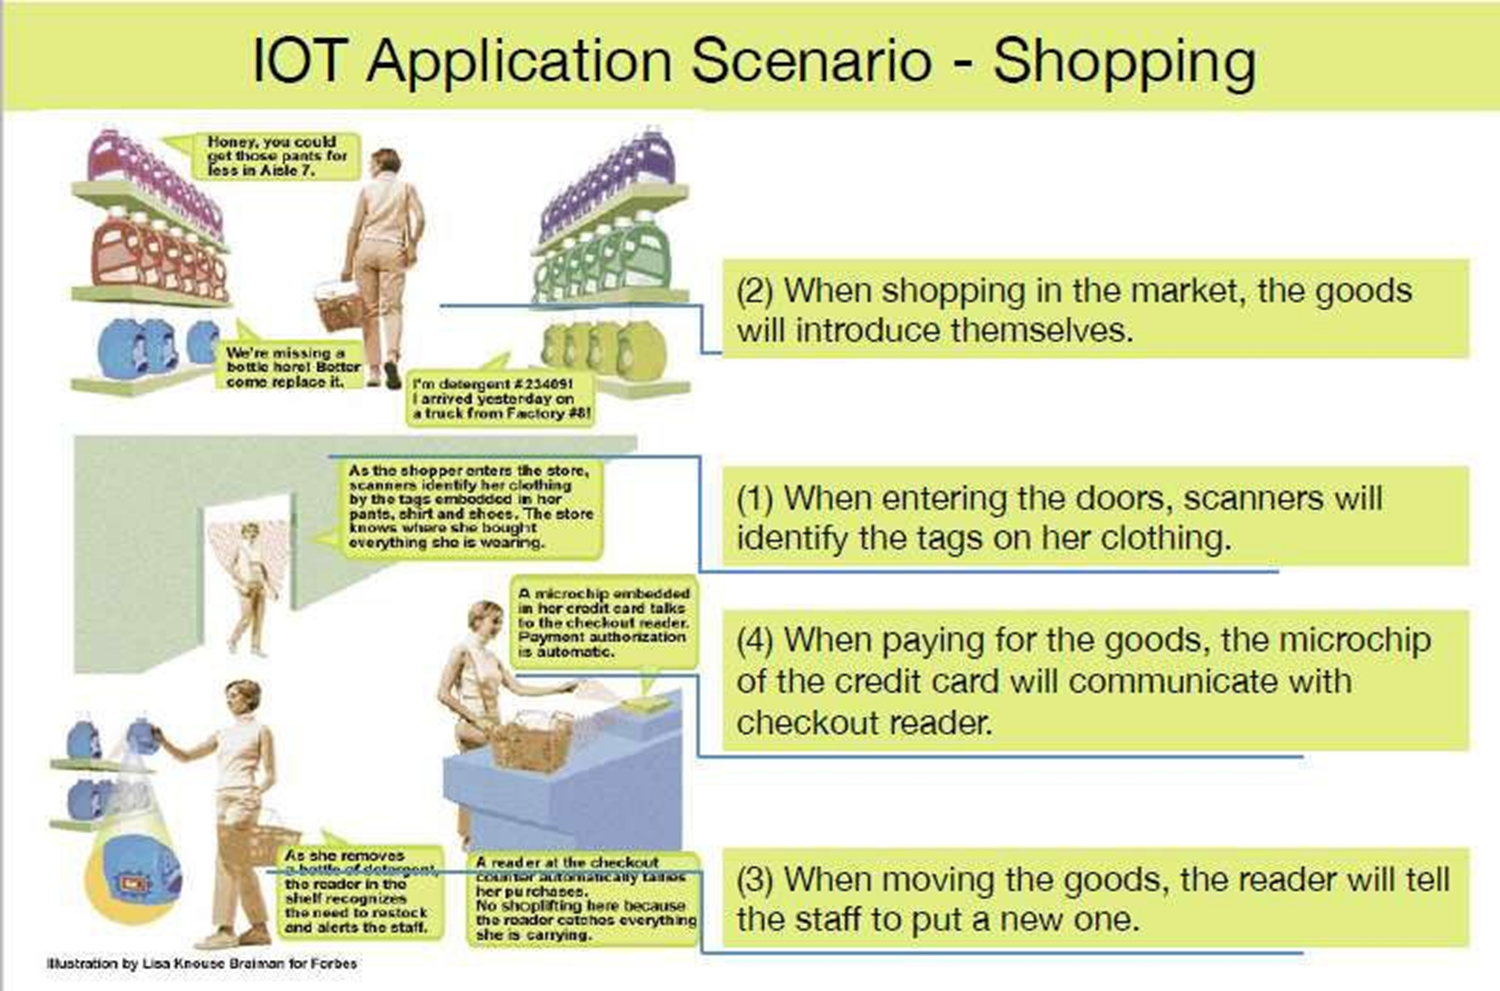 IOT Application Scenario - Shopping
Honey, you could
get those pants for
less in Aisle 7.
We're missing a
bottle here! Better
come replace it.
I'm detergent #23409!
I arrived yesterday on
a truck from Factory #8!
(2) When shopping in the market, the goods
will introduce themselves.
As the shopper enters the store,
scanners identify her clothing
by the tags embedded in her
pants, shirt and shoes. The store
knows where she bought
everything she is wearing.
(1) When entering the doors, scanners will
identify the tags on her clothing.
A microchip embedded
in her credit card talks
to the checkout reader.
Payment authorization
is automatic.
(4) When paying for the goods, the microchip
of the credit card will communicate with
checkout reader.
As she removes
a bottle of detergent,
the reader in the
shelf recognizes
the need to restock
and alerts the staff.
A reader at the checkout
counter automatically tallies
her purchases.
No shoplifting here because
the reader catches everything
she is carrying.
(3) When moving the goods, the reader will tell
the staff to put a new one.
Illustration by Lisa Knouse Braiman for Forbes